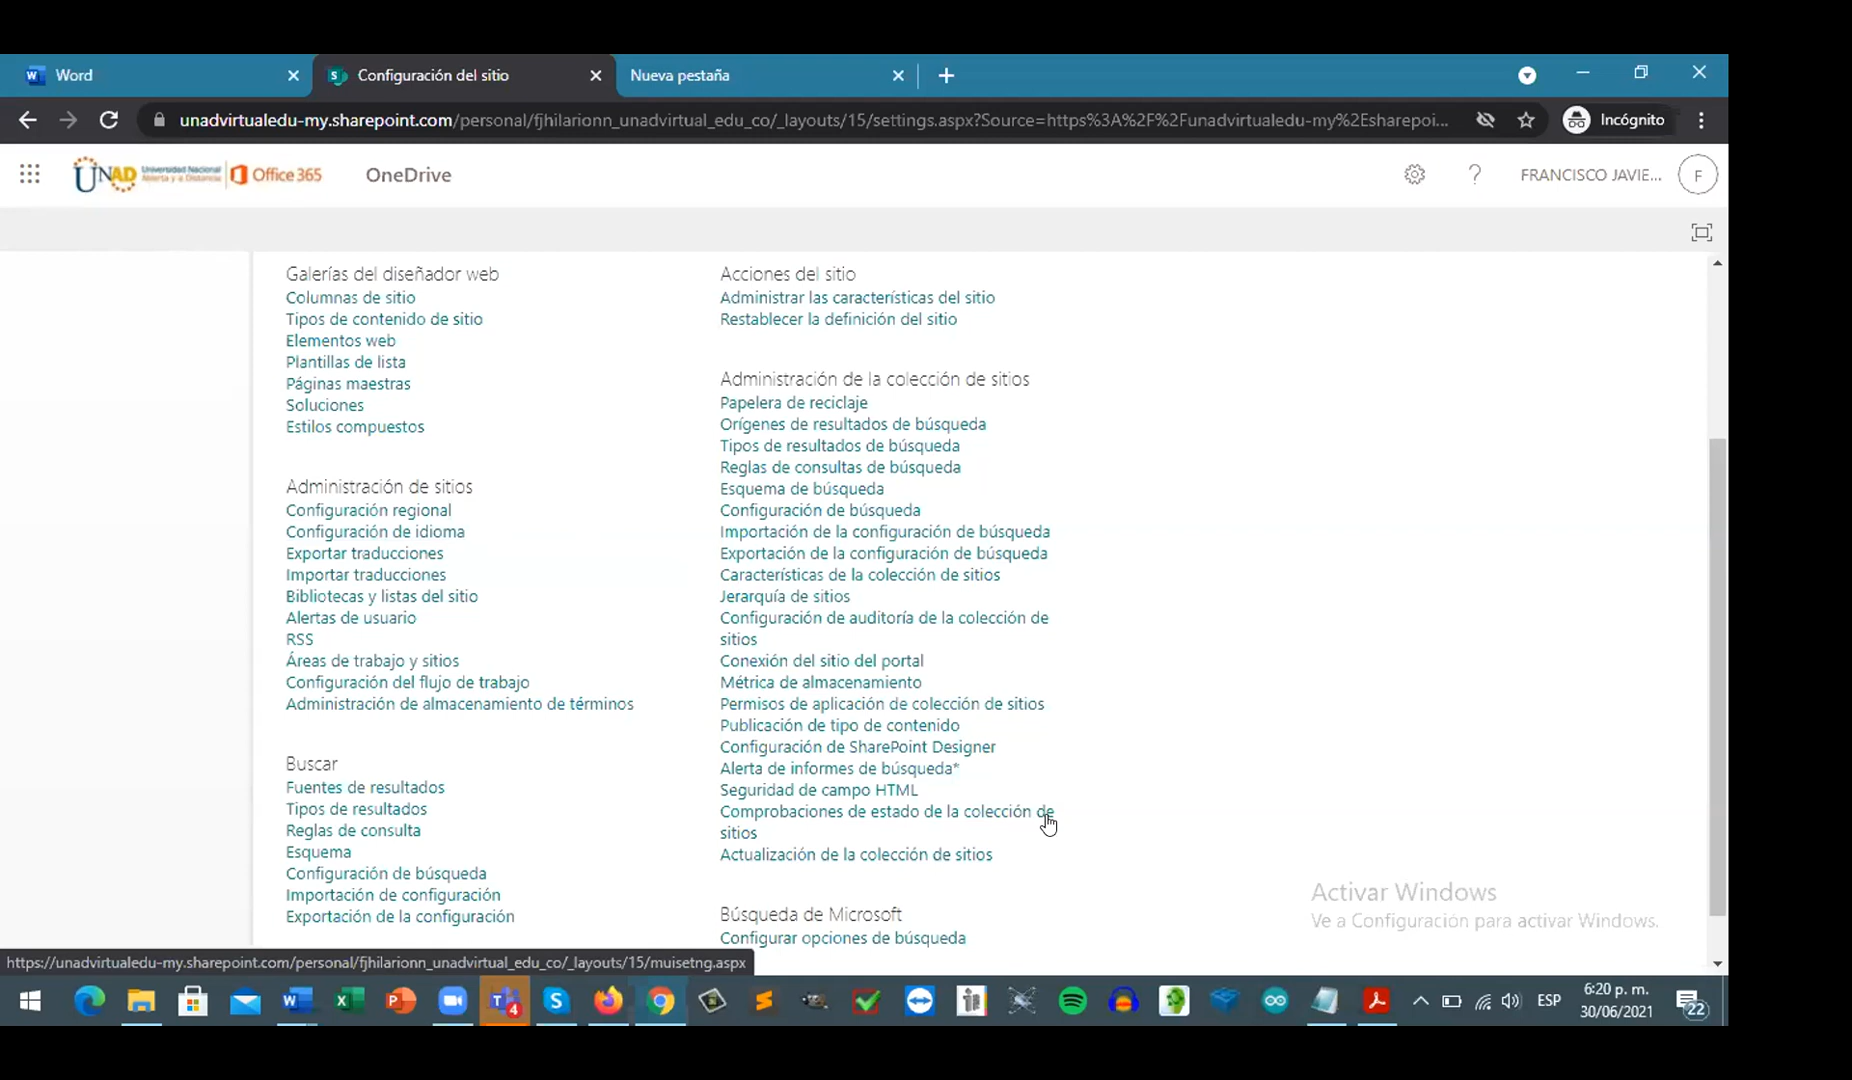 Word
Configuración del sitio
Nueva pestaña
unadvirtualedu-my.sharepoint.com/personal/fjhilarionn_unadvirtual_edu_co/_layouts/15/settings.aspx?Source=https%3A%2F%2Funadvirtualedu-my%2Esharepoi...
Incógnito
UNAD Universidad Nacional Abierta y a Distancia Office 365
OneDrive
?
FRANCISCO JAVIE...
F
Galerías del diseñador web
Columnas de sitio
Tipos de contenido de sitio
Elementos web
Plantillas de lista
Páginas maestras
Soluciones
Estilos compuestos
Administración de sitios
Configuración regional
Configuración de idioma
Exportar traducciones
Importar traducciones
Bibliotecas y listas del sitio
Alertas de usuario
RSS
Áreas de trabajo y sitios
Configuración del flujo de trabajo
Administración de almacenamiento de términos
Buscar
Fuentes de resultados
Tipos de resultados
Reglas de consulta
Esquema
Configuración de búsqueda
Importación de configuración
Exportación de la configuración
Acciones del sitio
Administrar las características del sitio
Restablecer la definición del sitio
Administración de la colección de sitios
Papelera de reciclaje
Orígenes de resultados de búsqueda
Tipos de resultados de búsqueda
Reglas de consultas de búsqueda
Esquema de búsqueda
Configuración de búsqueda
Importación de la configuración de búsqueda
Exportación de la configuración de búsqueda
Características de la colección de sitios
Jerarquía de sitios
Configuración de auditoría de la colección de
sitios
Conexión del sitio del portal
Métrica de almacenamiento
Permisos de aplicación de colección de sitios
Publicación de tipo de contenido
Configuración de SharePoint Designer
Alerta de informes de búsqueda*
Seguridad de campo HTML
Comprobaciones de estado de la colección de
sitios
Actualización de la colección de sitios
Búsqueda de Microsoft
Configurar opciones de búsqueda
Activar Windows
Ve a Configuración para activar Windows.
https://unadvirtualedu-my.sharepoint.com/personal/fjhilarionn_unadvirtual_edu_co/_layouts/15/muisetng.aspx
4
ESP
6:20 p. m.
30/06/2021
22